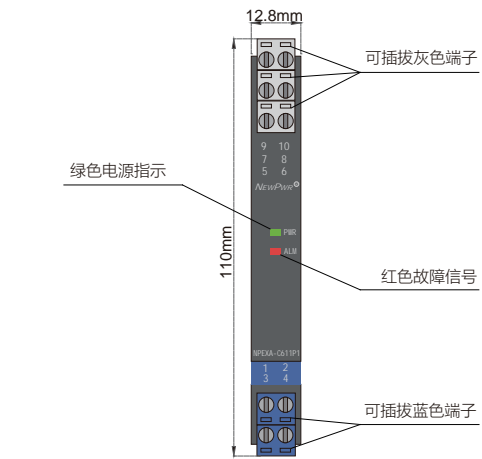 12.8mm
可插拔灰色端子
9 10
7 8
5 6
绿色电源指示
NEWPWR®
PWR
110mm
ALM
红色故障信号
NPEXA-C611P1
1 2
3 4
可插拔蓝色端子